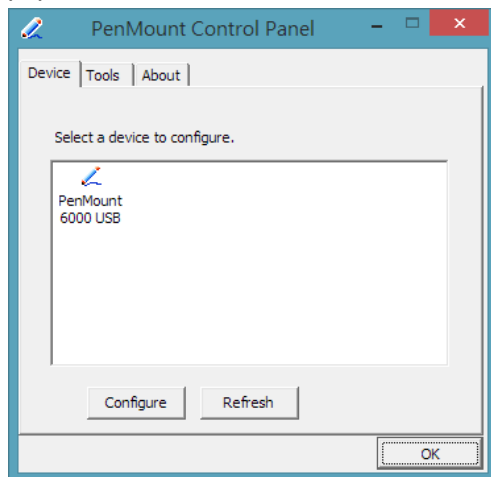 PenMount Control Panel
Device Tools About
Select a device to configure.
PenMount
6000 USB
Configure Refresh
OK